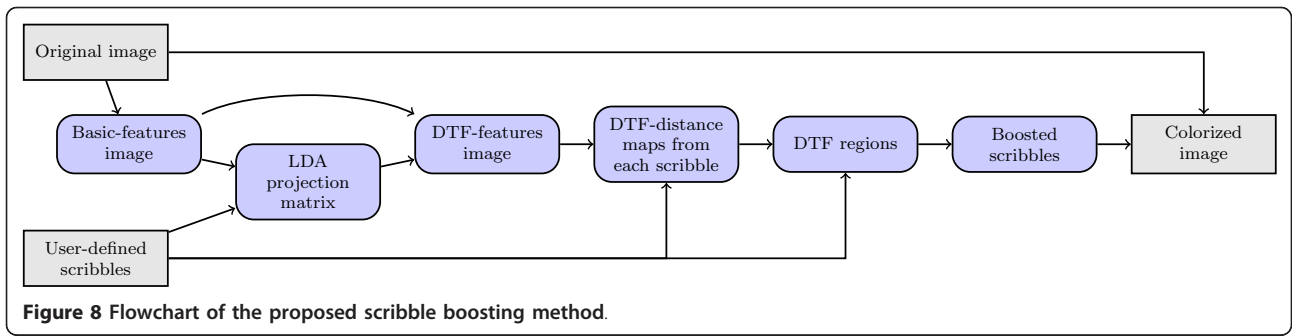 Original image
Basic-features
image
LDA
projection
matrix
User-defined
scribbles
DTF-features
image
DTF-distance
maps from
each scribble
DTF regions
Boosted
scribbles
Colorized
image
Figure 8 Flowchart of the proposed scribble boosting method.